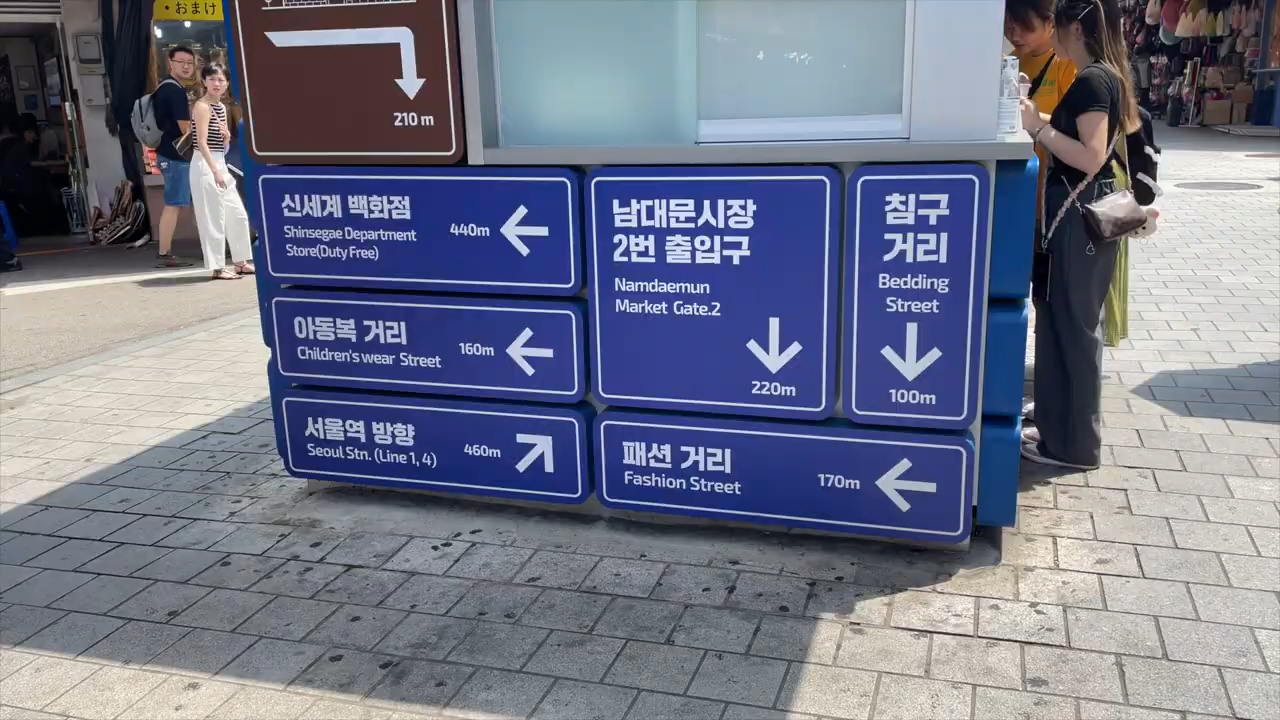 • おまけ
210 m
신세계 백화점
Shinsegae Department
Store(Duty Free)
440m
아동복 거리
Children's wear Street
160m
서울역 방향
Seoul Stn. (Line 1, 4)
460m
남대문시장
2번 출입구
Namdaemun
Market Gate.2
220m
침구
거리
Bedding
Street
100m
패션 거리
Fashion Street
170m